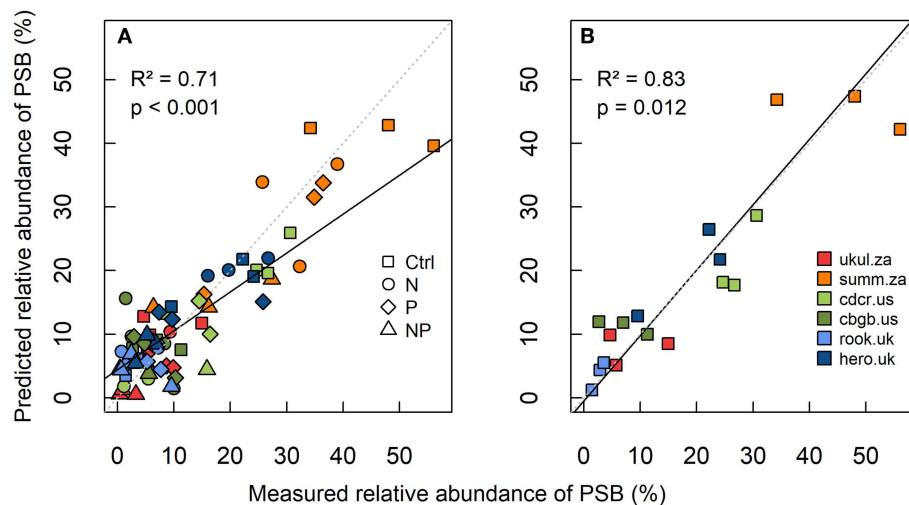 Predicted relative abundance of PSB (%)
A
R² = 0.71
p < 0.001
50
40
30
20
10
0
Ctrl
N
P
NP
0 10 20 30 40 50
B
R² = 0.83
p = 0.012
50
40
30
20
10
0
ukul.za
summ.za
cdcr.us
cbgb.us
rook.uk
hero.uk
0 10 20 30 40 50
Measured relative abundance of PSB (%)